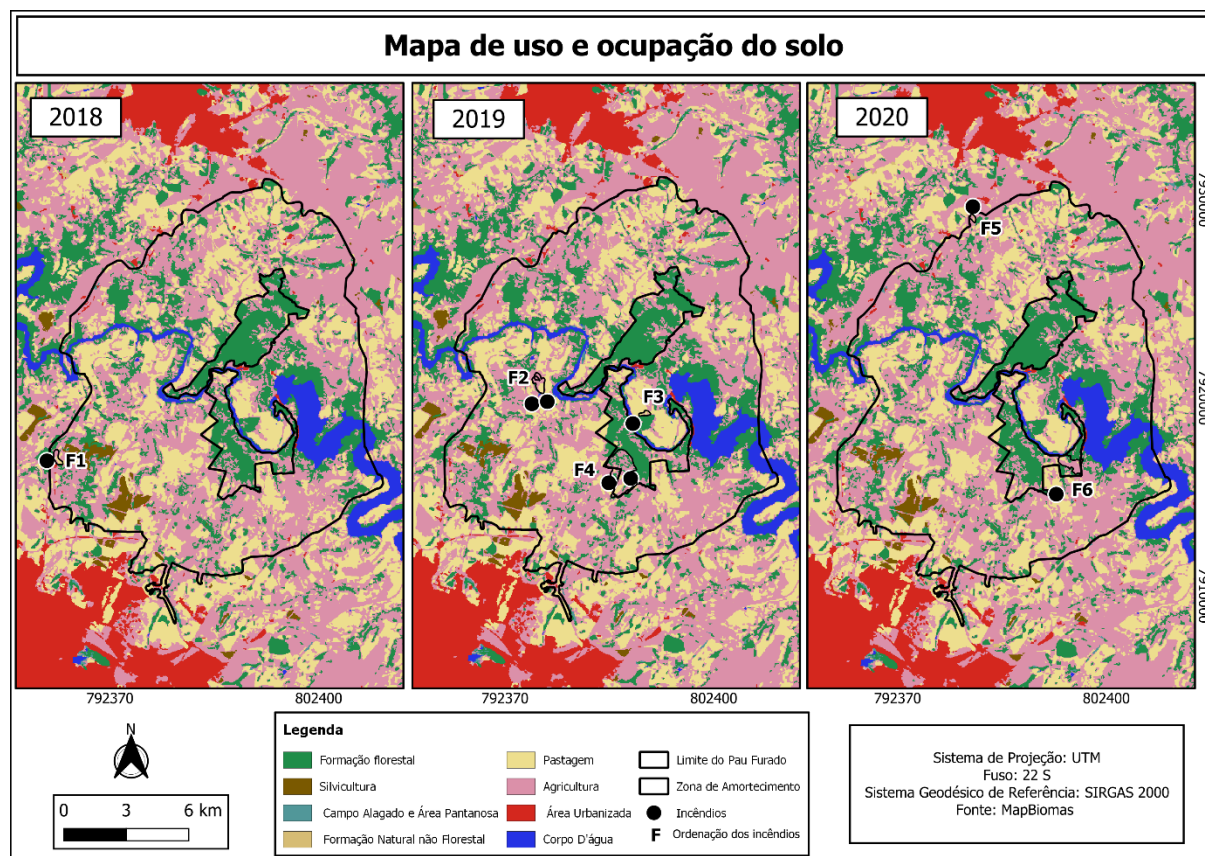 Mapa de uso e ocupação do solo
2018
2019
2020
F1
F2
F3
F4
F5
F6
7930000
7920000
7910000
792370
802400
792370
802400
792370
802400
N
0 3 6 km
Legenda
Formação florestal
Silvicultura
Campo Alagado e Área Pantanosa
Formação Natural não Florestal
Pastagem
Agricultura
Área Urbanizada
Corpo D'água
Limite do Pau Furado
Zona de Amortecimento
Incêndios
F Ordenação dos incêndios
Sistema de Projeção: UTM
Fuso: 22 S
Sistema Geodésico de Referência: SIRGAS 2000
Fonte: MapBiomas